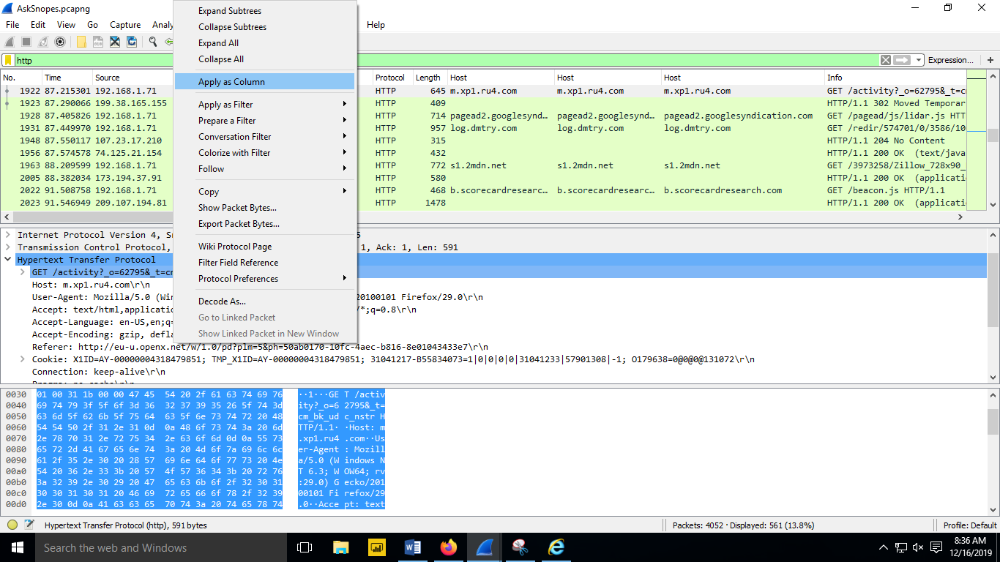 AskSnopes.pcapng
File Edit View Go Capture Analy Help
http Expression... +
Expand Subtrees
Collapse Subtrees
Expand All
Collapse All
Apply as Column
Apply as Filter
Prepare a Filter
Conversation Filter
Colorize with Filter
Follow
Copy
Show Packet Bytes...
Export Packet Bytes...
Wiki Protocol Page
Filter Field Reference
Protocol Preferences
Decode As...
Go to Linked Packet
Show Linked Packet in New Window
No. Time Source Protocol Length Host Host Host Info
1922 87.215301 192.168.1.71 HTTP 645 m.xp1.ru4.com m.xp1.ru4.com m.xp1.ru4.com GET /activity?_o=62795&_t=cm
1923 87.290066 199.38.165.155 HTTP 409 HTTP/1.1 302 Moved Temporar
1928 87.405826 192.168.1.71 HTTP 714 pagead2.googlesynd… pagead2.googlesynd… pagead2.googlesyndication.com GET /pagead/js/lidar.js HTT
1931 87.449970 192.168.1.71 HTTP 957 log.dmtry.com log.dmtry.com log.dmtry.com GET /redir/574701/0/3586/10
1948 87.550117 107.23.17.210 HTTP 315 HTTP/1.1 204 No Content
1956 87.574578 74.125.21.154 HTTP 432 HTTP/1.1 200 OK (text/java
1963 88.209599 192.168.1.71 HTTP 772 s1.2mdn.net s1.2mdn.net s1.2mdn.net GET /3973258/Zillow_728x90_
2005 88.382034 173.194.37.91 HTTP 580 HTTP/1.1 200 OK (applicati
2022 91.508758 192.168.1.71 HTTP 468 b.scorecardresearc… b.scorecardresearc… b.scorecardresearch.com GET /beacon.js HTTP/1.1
2023 91.546949 209.107.194.81 HTTP 1478 HTTP/1.1 200 OK (applicati
Internet Protocol Version 4, Sr 5
Transmission Control Protocol, 1, Ack: 1, Len: 591
Hypertext Transfer Protocol
GET /activity?_o=62795&_t=cm
Host: m.xp1.ru4.com\r\n
User-Agent: Mozilla/5.0 (Win 20100101 Firefox/29.0\r\n
Accept: text/html,application /*;q=0.8\r\n
Accept-Language: en-US,en;q=
Accept-Encoding: gzip, defla
Referer: http://eu-u.openx.net/w/1.0/pd?plm=5&ph=50ab0170-10fc-4aec-b816-8e01043433e7\r\n
Cookie: X1ID=AY-00000004318479851; TMP_X1ID=AY-00000004318479851; 31041217-B55834073=1|0|0|0|0|31041233|57901308|-1; O179638=0@0@0@131072\r\n
Connection: keep-alive\r\n
Pragma: no-cache\r\n
0030 01 00 31 1b 00 00 47 45 54 20 2f 61 63 74 69 76 ··1···GE T /activ
0040 69 74 79 3f 5f 6f 3d 36 32 37 39 35 26 5f 74 3d ity?_o=6 2795&_t=
0050 63 6d 5f 62 6b 5f 75 64 63 5f 6e 73 74 72 20 48 cm_bk_ud c_nstr H
0060 54 54 50 2f 31 2e 31 0d 0a 48 6f 73 74 3a 20 6d TTP/1.1· ·Host: m
0070 2e 78 70 31 2e 72 75 34 2e 63 6f 6d 0d 0a 55 73 .xp1.ru4 .com··Us
0080 65 72 2d 41 67 65 6e 74 3a 20 4d 6f 7a 69 6c 6c er-Agent : Mozill
0090 61 2f 35 2e 30 20 28 57 69 6e 64 6f 77 73 20 4e a/5.0 (W indows N
00a0 54 20 36 2e 33 3b 20 57 4f 57 36 34 3b 20 72 76 T 6.3; W OW64; rv
00b0 3a 32 39 2e 30 29 20 47 65 63 6b 6f 2f 32 30 31 :29.0) G ecko/201
00c0 30 30 31 30 31 20 46 69 72 65 66 6f 78 2f 32 39 00101 Fi refox/29
00d0 2e 30 0d 0a 41 63 63 65 70 74 3a 20 74 65 78 74 .0··Acce pt: text
Hypertext Transfer Protocol (http), 591 bytes Packets: 4052 · Displayed: 561 (13.8%) Profile: Default
Search the web and Windows
8:36 AM
12/16/2019